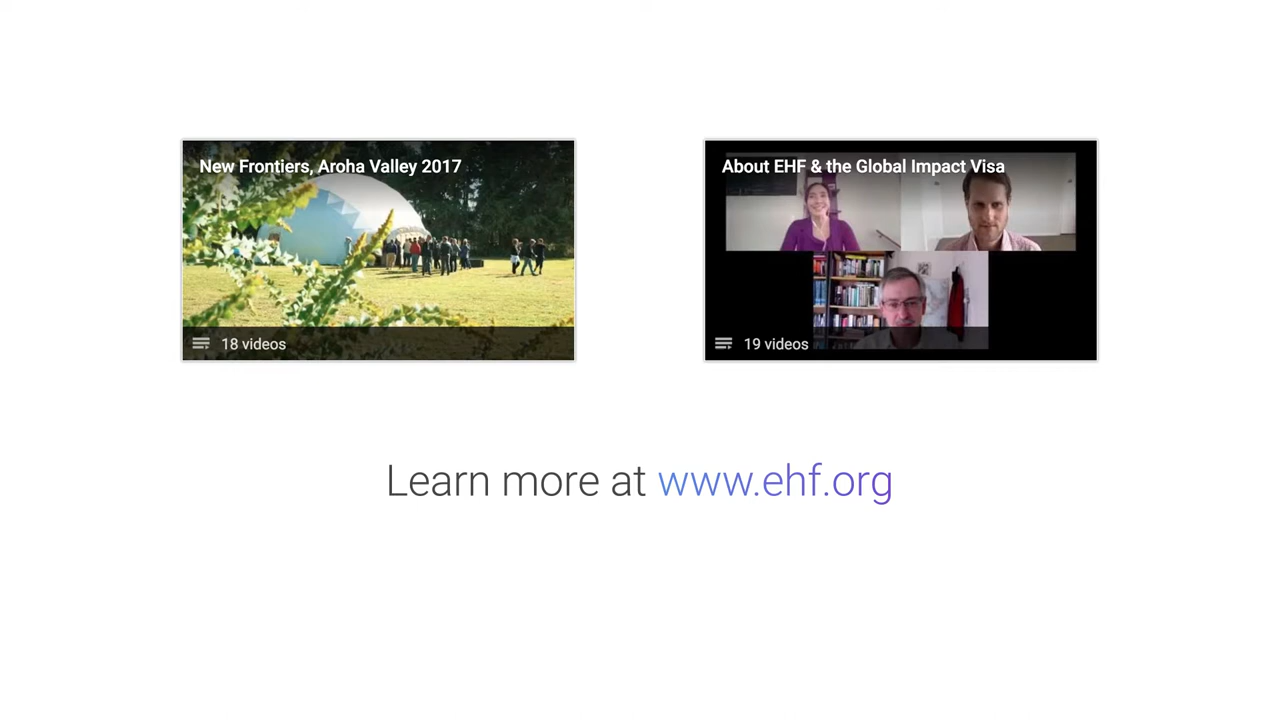 New Frontiers, Aroha Valley 2017
18 videos
About EHF & the Global Impact Visa
19 videos
Learn more at www.ehf.org